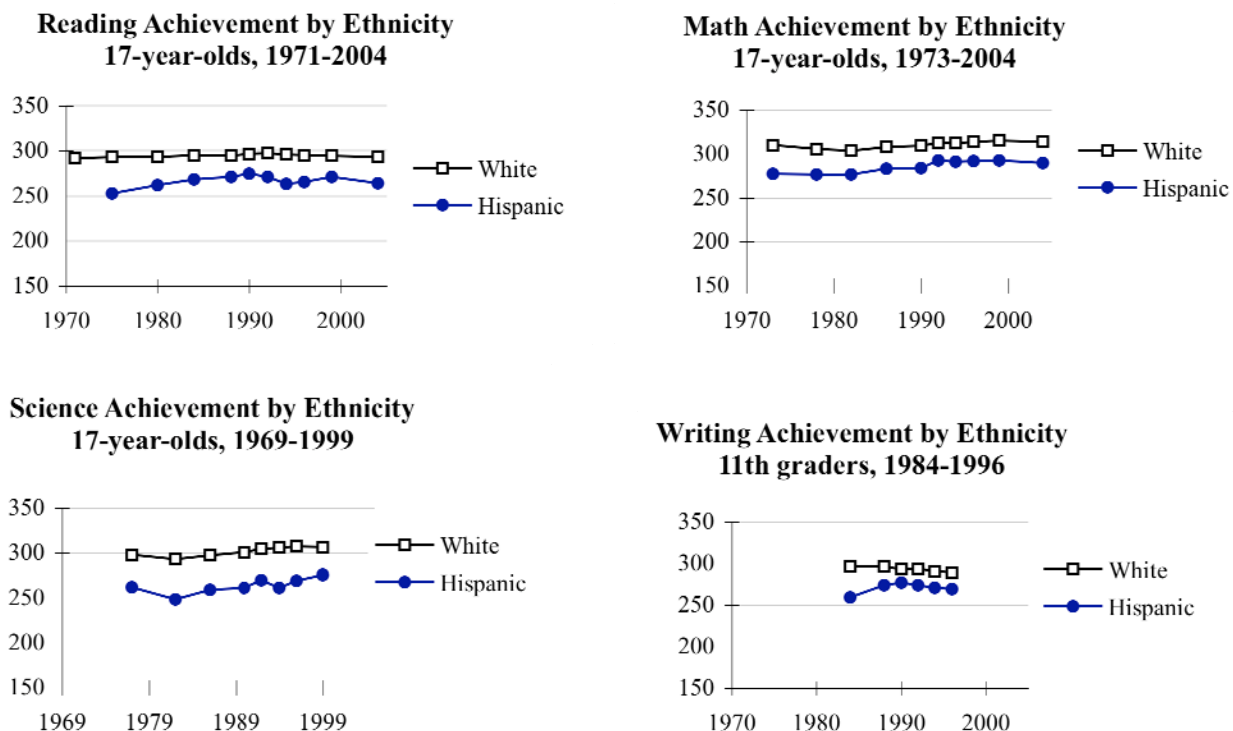 Reading Achievement by Ethnicity
17-year-olds, 1971-2004
350
300
250
200
150
1970 1980 1990 2000
White
Hispanic
Math Achievement by Ethnicity
17-year-olds, 1973-2004
350
300
250
200
150
1970 1980 1990 2000
White
Hispanic
Science Achievement by Ethnicity
17-year-olds, 1969-1999
350
300
250
200
150
1969 1979 1989 1999
White
Hispanic
Writing Achievement by Ethnicity
11th graders, 1984-1996
350
300
250
200
150
1970 1980 1990 2000
White
Hispanic